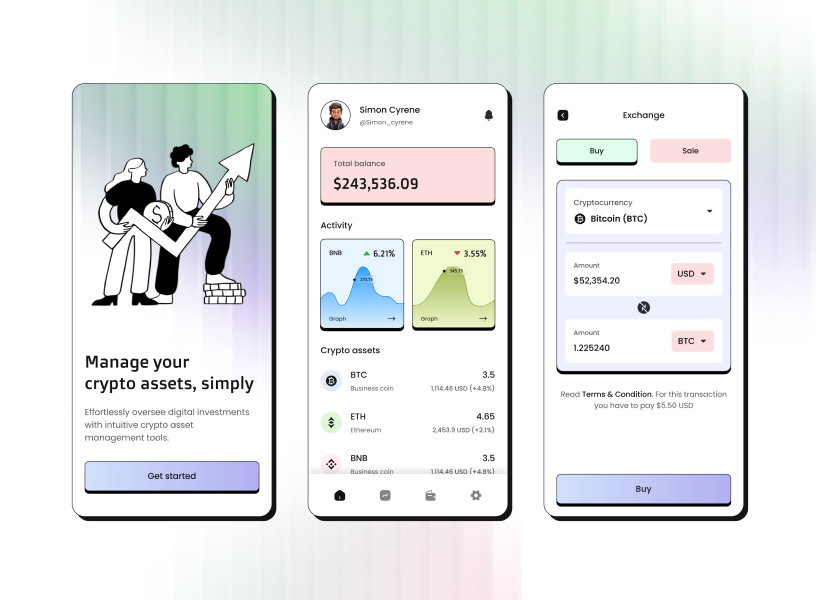 Manage your
crypto assets, simply
Effortlessly oversee digital investments
with intuitive crypto asset
management tools.
Get started
Simon Cyrene
@Simon_cyrene
Total balance
$243,536.09
Activity
BNB 6.21%
Graph
ETH 3.55%
345.75
Graph
Crypto assets
BTC 3.5
Business coin 1,114.46 USD (+4.8%)
ETH 4.65
Ethereum 2,453.9 USD (+2.1%)
BNB 3.5
Business coin 1,114.46 USD (+4.8%)
Exchange
Buy Sale
Cryptocurrency
Bitcoin (BTC)
Amount
$52,354.20 USD
Amount
1.225240 BTC
Read Terms & Condition. For this transaction
you have to pay $5.50 USD
Buy